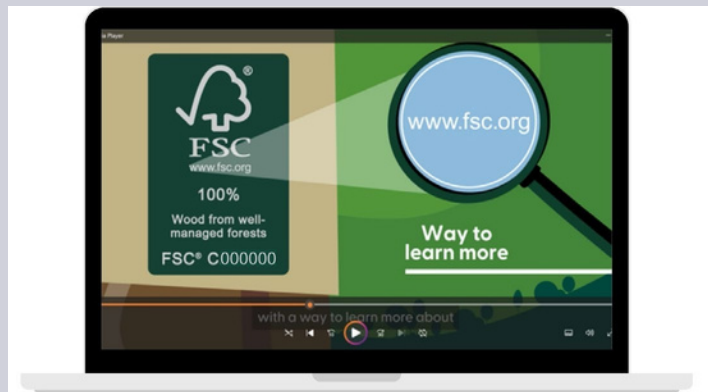 a Player
®
FSC
www.fsc.org
100%
Wood from well-
managed forests
FSC® C000000
www.fsc.org
Way to
learn more
with a way to learn more about